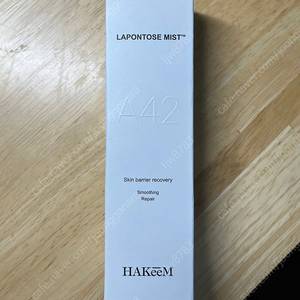 LAPONTOSE MIST™
A42
Skin barrier recovery
Smoothing
Repair
HAKeeM